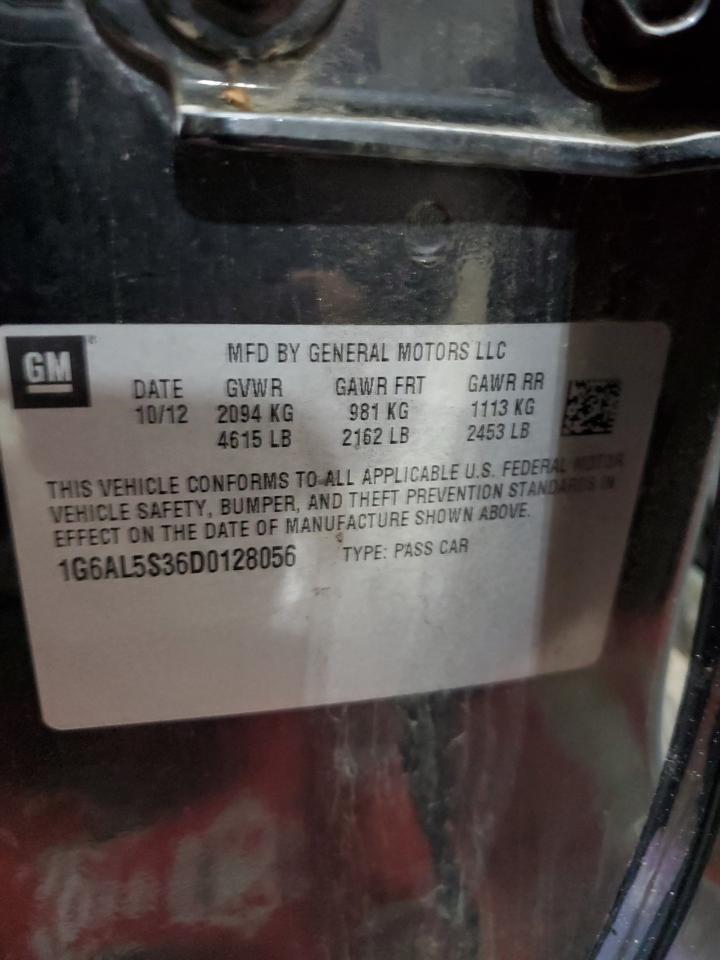 GM
MFD BY GENERAL MOTORS LLC
DATE GVWR GAWR FRT GAWR RR
10/12 2094 KG 981 KG 1113 KG
4615 LB 2162 LB 2453 LB
THIS VEHICLE CONFORMS TO ALL APPLICABLE U.S. FEDERAL MOTOR
VEHICLE SAFETY, BUMPER, AND THEFT PREVENTION STANDARDS IN
EFFECT ON THE DATE OF MANUFACTURE SHOWN ABOVE.
1G6AL5S36D0128056 TYPE: PASS CAR